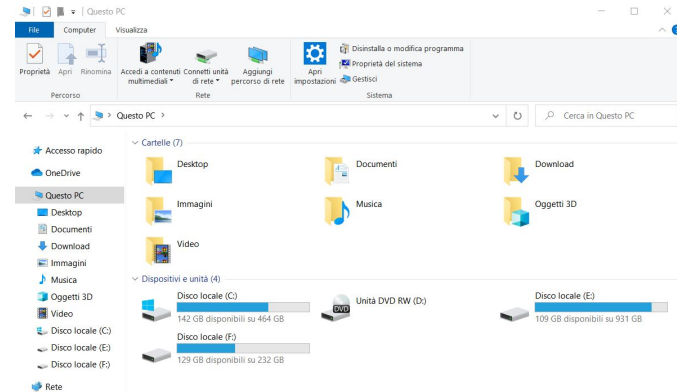 Questo PC
File Computer Visualizza
Proprietà Apri Rinomina Accedi a contenuti multimediali Connetti unità di rete Aggiungi percorso di rete Apri impostazioni Disinstalla o modifica programma
Proprietà del sistema
Gestisci
Percorso Rete Sistema
Questo PC Cerca in Questo PC
Accesso rapido
OneDrive
Questo PC
Desktop
Documenti
Download
Immagini
Musica
Oggetti 3D
Video
Disco locale (C:)
Disco locale (E:)
Disco locale (F:)
Rete
Cartelle (7)
Desktop Documenti Download
Immagini Musica Oggetti 3D
Video
Dispositivi e unità (4)
Disco locale (C:)
142 GB disponibili su 464 GB
DVD
Unità DVD RW (D:)
Disco locale (E:)
109 GB disponibili su 931 GB
Disco locale (F:)
129 GB disponibili su 232 GB